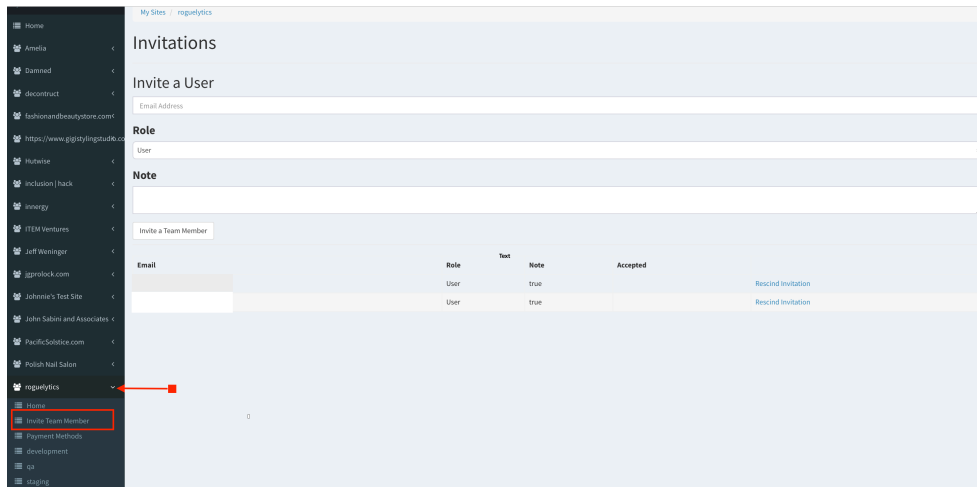 My Sites / roguelytics
Home
Amelia
Damned
decontruct
fashionandbeautystore.com
https://www.gigistylingstudio.co
Hutwise
inclusion | hack
innergy
ITEM Ventures
Jeff Weninger
jgprolock.com
Johnnie's Test Site
John Sabini and Associates
PacificSolstice.com
Polish Nail Salon
roguelytics
Home
Invite Team Member
Payment Methods
development
qa
staging
Invitations
Invite a User
Email Address
Role
User
Note
Invite a Team Member
Text
Email Role Note Accepted
User true Rescind Invitation
User true Rescind Invitation